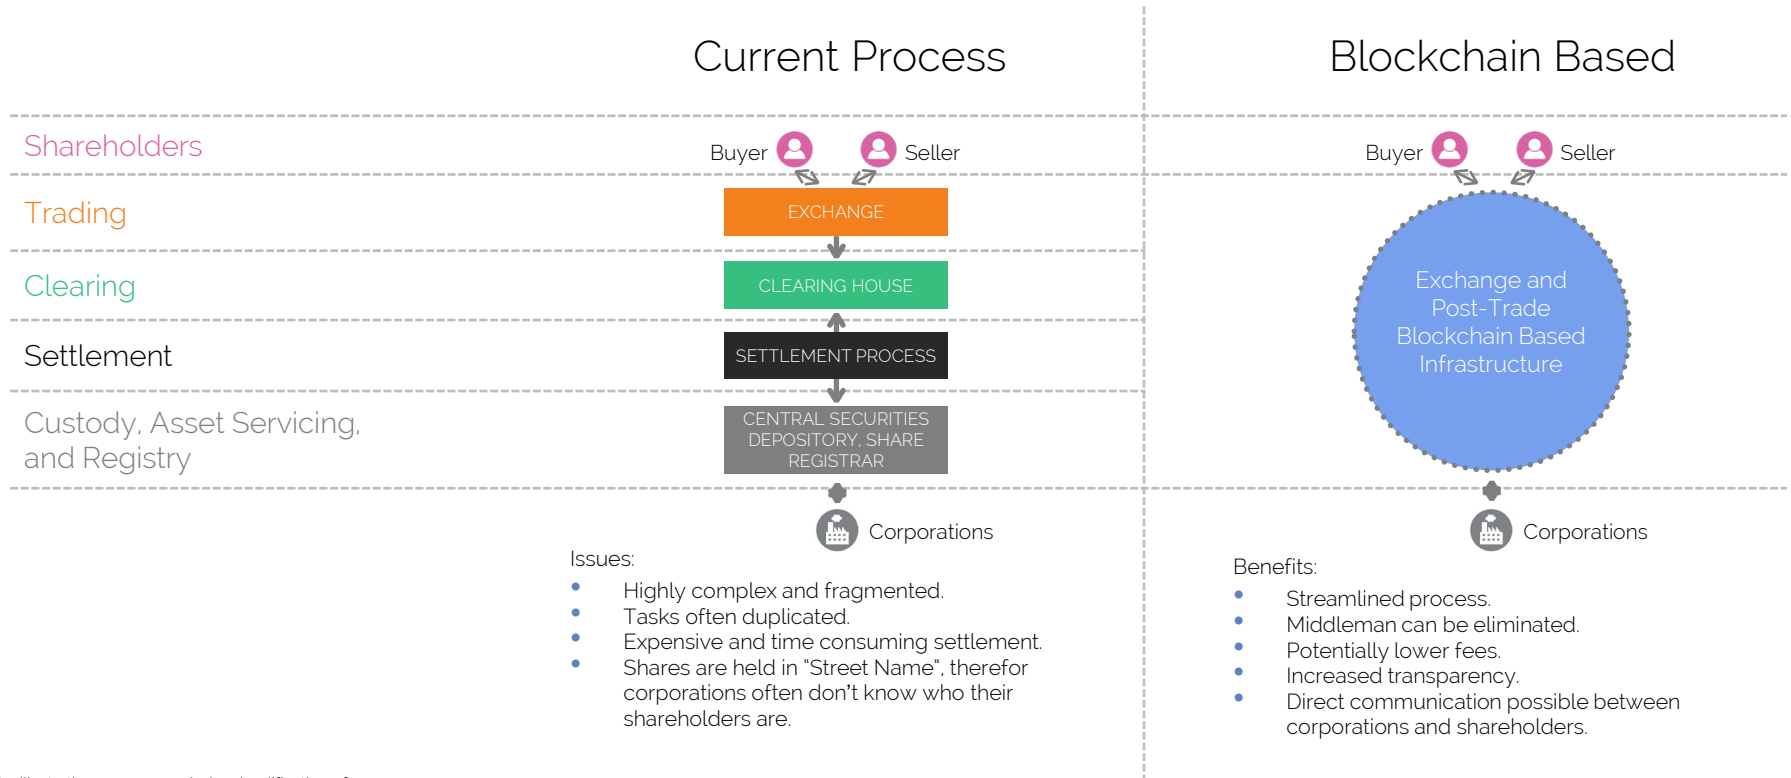 Current Process
Blockchain Based
Shareholders
Buyer
Seller
Buyer
Seller
Trading
EXCHANGE
Clearing
CLEARING HOUSE
Exchange and
Post-Trade
Blockchain Based
Infrastructure
Settlement
SETTLEMENT PROCESS
Custody, Asset Servicing,
and Registry
CENTRAL SECURITIES
DEPOSITORY, SHARE
REGISTRAR
Corporations
Corporations
Issues:
• Highly complex and fragmented.
• Tasks often duplicated.
• Expensive and time consuming settlement.
• Shares are held in "Street Name", therefor
corporations often don't know who their
shareholders are.
Benefits:
• Streamlined process.
• Middleman can be eliminated.
• Potentially lower fees.
• Increased transparency.
• Direct communication possible between
corporations and shareholders.